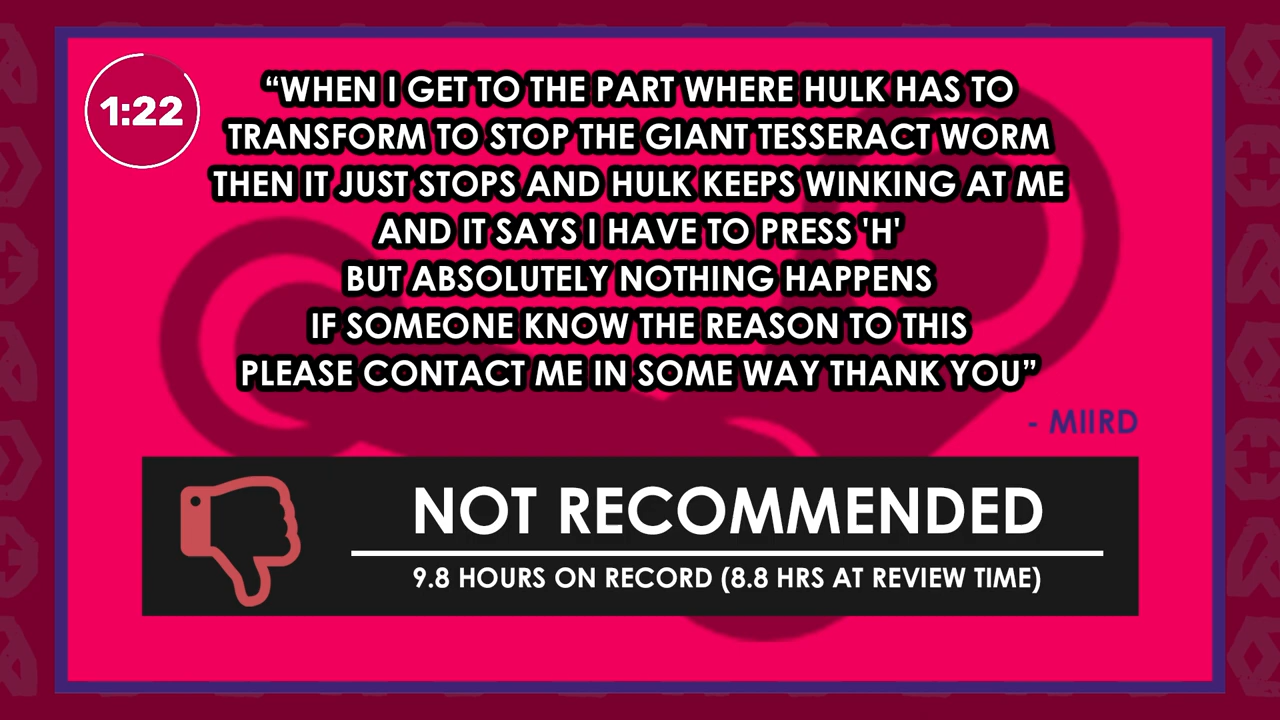 1:22
“WHEN I GET TO THE PART WHERE HULK HAS TO
TRANSFORM TO STOP THE GIANT TESSERACT WORM
THEN IT JUST STOPS AND HULK KEEPS WINKING AT ME
AND IT SAYS I HAVE TO PRESS 'H'
BUT ABSOLUTELY NOTHING HAPPENS
IF SOMEONE KNOW THE REASON TO THIS
PLEASE CONTACT ME IN SOME WAY THANK YOU”
- MIIRD
NOT RECOMMENDED
9.8 HOURS ON RECORD (8.8 HRS AT REVIEW TIME)